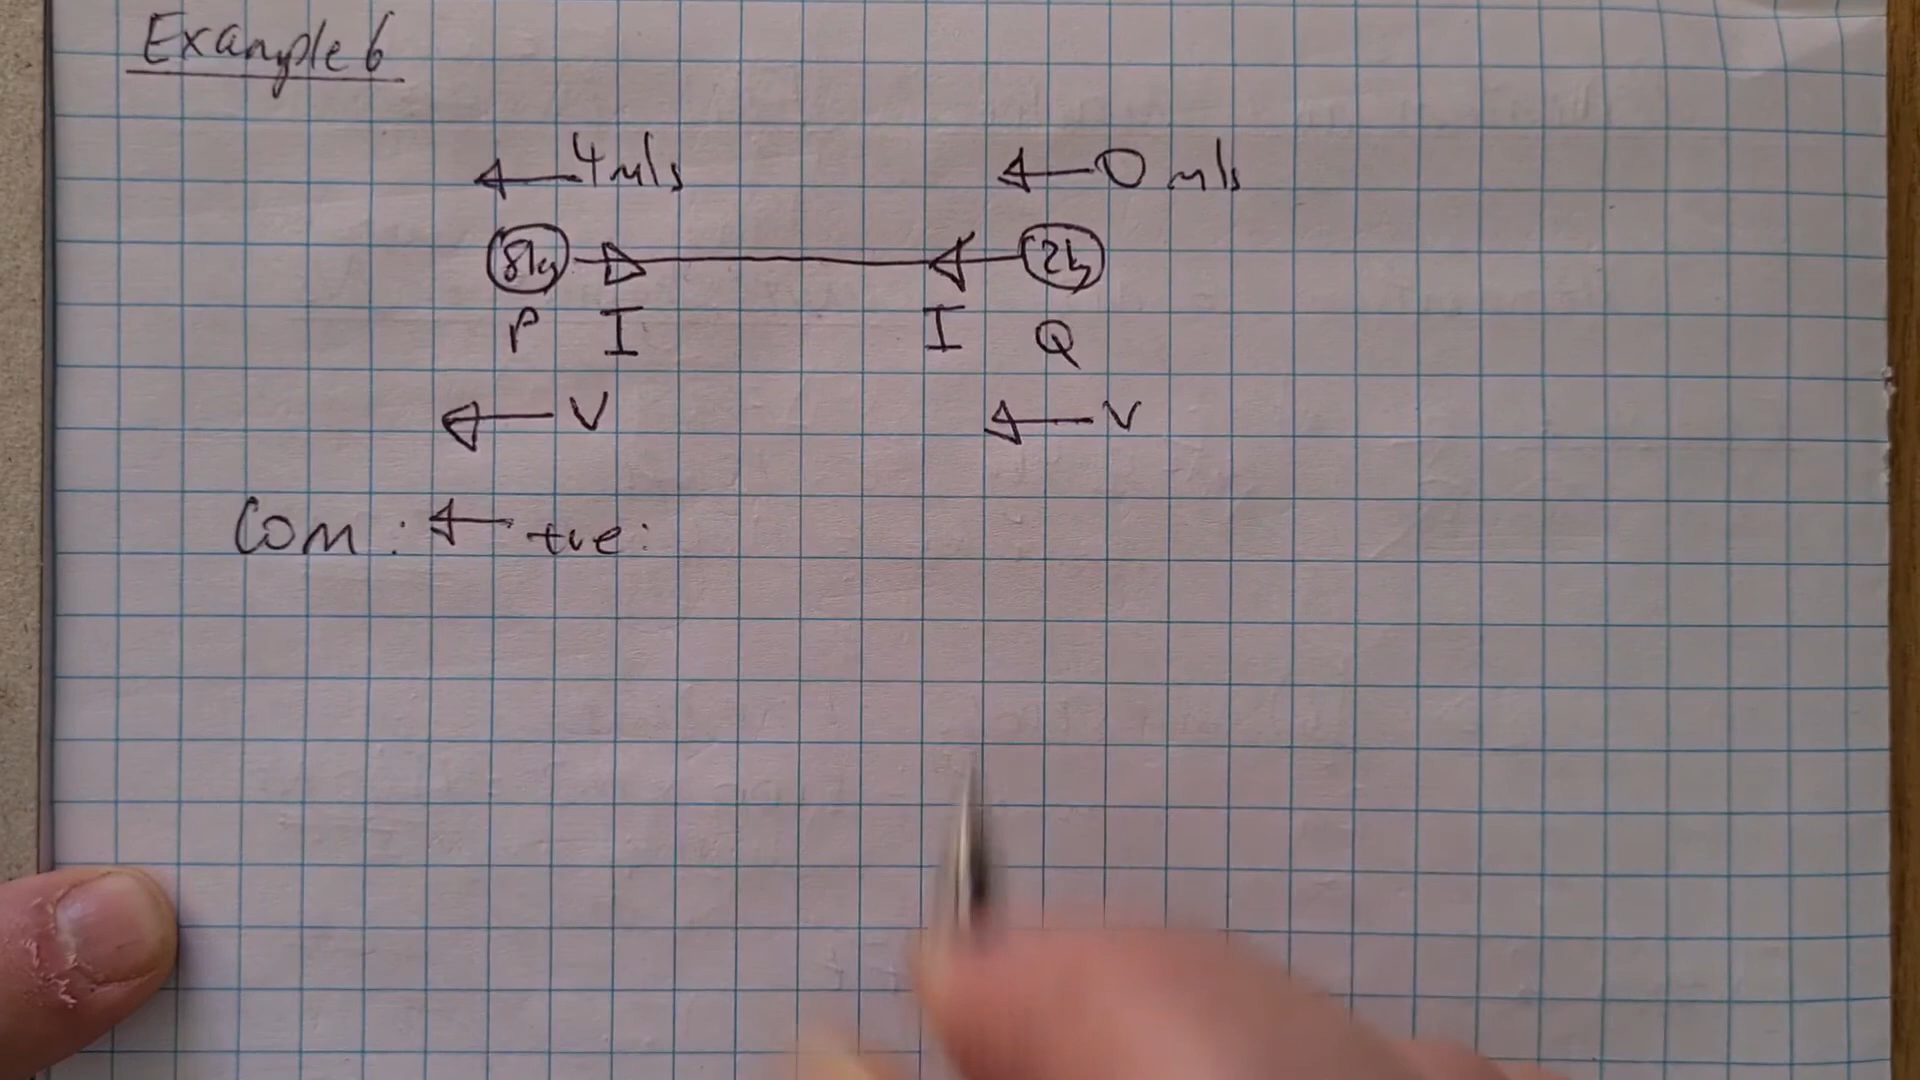 Example 6
4 m/s 0 m/s
8kg 2kg
P I I Q
V V
COM : +ve :